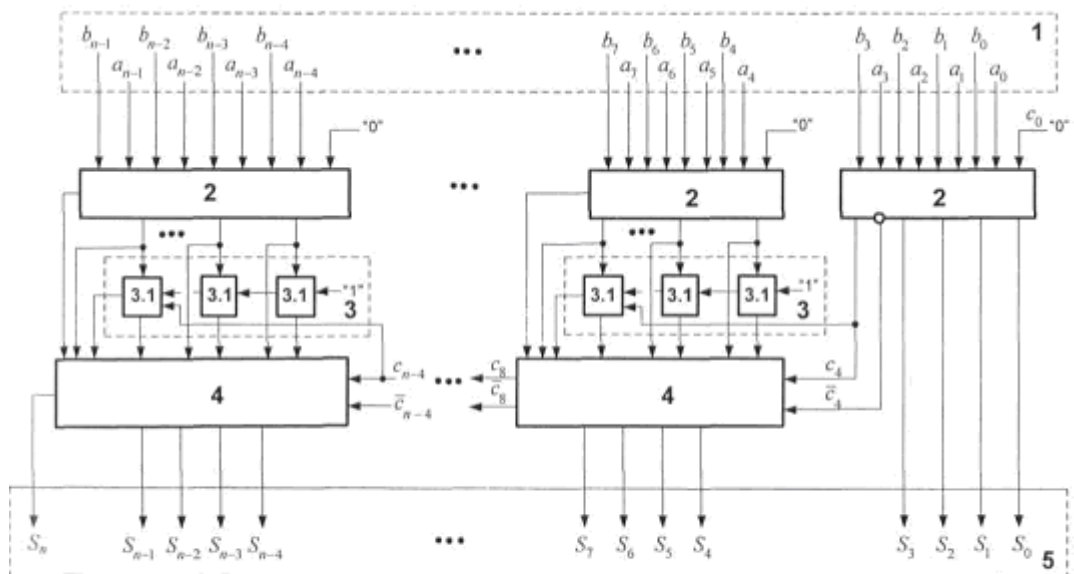 1
b_{n-1} b_{n-2} b_{n-3} b_{n-4} ••• b_7 b_6 b_5 b_4 b_3 b_2 b_1 b_0
a_{n-1} a_{n-2} a_{n-3} a_{n-4} a_7 a_6 a_5 a_4 a_3 a_2 a_1 a_0
"0" "0" c_0 "0"
2 ••• 2 2
••• •••
3.1 3.1 3.1 "1" 3.1 3.1 3.1 "1"
3 3
4 c_{n-4} ••• c_8 4 c_4
c̅_{n-4} c̅_8 c̅_4
S_n S_{n-1} S_{n-2} S_{n-3} S_{n-4} ••• S_7 S_6 S_5 S_4 S_3 S_2 S_1 S_0
5